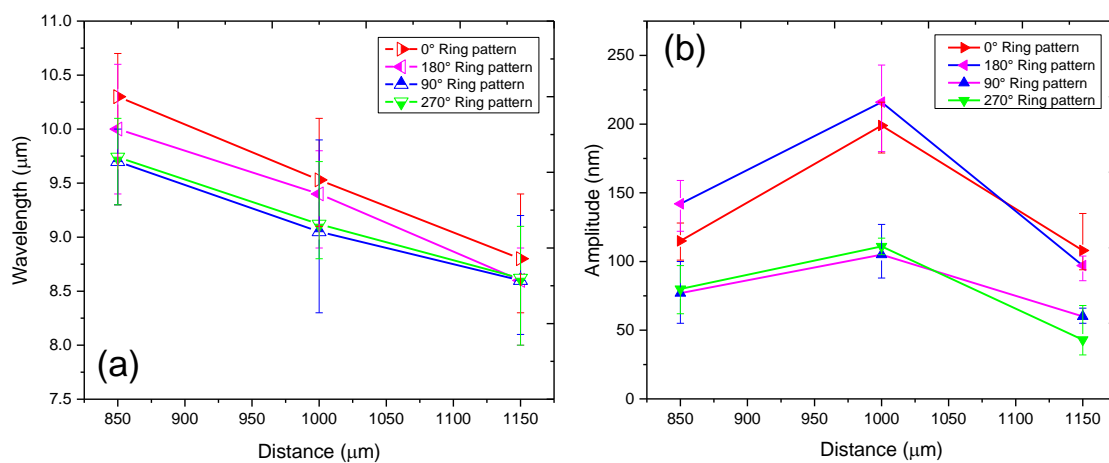 (a)
Wavelength (μm)
11.0
10.5
10.0
9.5
9.0
8.5
8.0
7.5
0° Ring pattern
180° Ring pattern
90° Ring pattern
270° Ring pattern
850 900 950 1000 1050 1100 1150
Distance (μm)
(b)
Amplitude (nm)
250
200
150
100
50
0
0° Ring pattern
180° Ring pattern
90° Ring pattern
270° Ring pattern
850 900 950 1000 1050 1100 1150
Distance (μm)